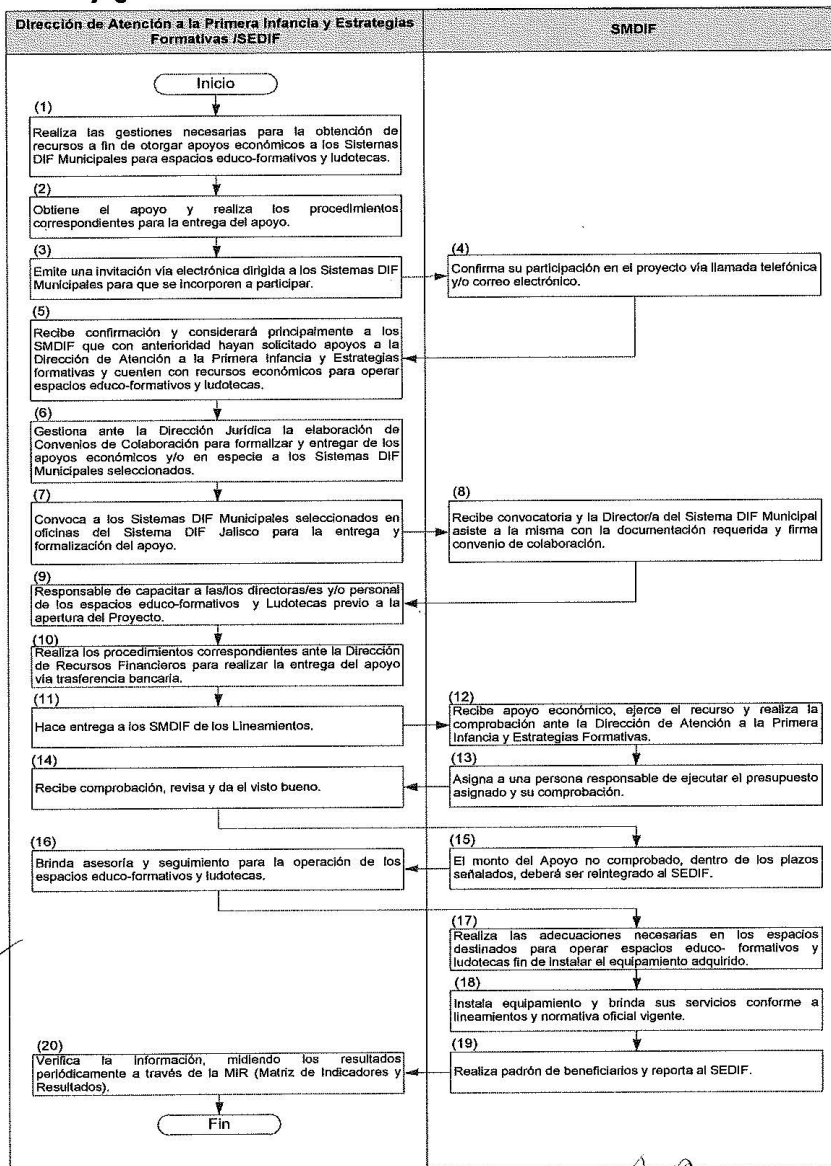 Dirección de Atención a la Primera Infancia y Estrategias
Formativas /SEDIF
SMDIF
Inicio
(1)
Realiza las gestiones necesarias para la obtención de
recursos a fin de otorgar apoyos económicos a los Sistemas
DIF Municipales para espacios educo-formativos y ludotecas.
(2)
Obtiene el apoyo y realiza los procedimientos
correspondientes para la entrega del apoyo.
(3)
Emite una invitación vía electrónica dirigida a los Sistemas DIF
Municipales para que se incorporen a participar.
(4)
Confirma su participación en el proyecto vía llamada telefónica
y/o correo electrónico.
(5)
Recibe confirmación y considerará principalmente a los
SMDIF que con anterioridad hayan solicitado apoyos a la
Dirección de Atención a la Primera Infancia y Estrategias
formativas y cuenten con recursos económicos para operar
espacios educo-formativos y ludotecas.
(6)
Gestiona ante la Dirección Jurídica la elaboración de
Convenios de Colaboración para formalizar y entregar de los
apoyos económicos y/o en especie a los Sistemas DIF
Municipales seleccionados.
(7)
Convoca a los Sistemas DIF Municipales seleccionados en
oficinas del Sistema DIF Jalisco para la entrega y
formalización del apoyo.
(8)
Recibe convocatoria y la Director/a del Sistema DIF Municipal
asiste a la misma con la documentación requerida y firma
convenio de colaboración.
(9)
Responsable de capacitar a las/los directoras/es y/o personal
de los espacios educo-formativos y Ludotecas previo a la
apertura del Proyecto.
(10)
Realiza los procedimientos correspondientes ante la Dirección
de Recursos Financieros para realizar la entrega del apoyo
vía trasferencia bancaria.
(11)
Hace entrega a los SMDIF de los Lineamientos.
(12)
Recibe apoyo económico, ejerce el recurso y realiza la
comprobación ante la Dirección de Atención a la Primera
Infancia y Estrategias Formativas.
(13)
Asigna a una persona responsable de ejecutar el presupuesto
asignado y su comprobación.
(14)
Recibe comprobación, revisa y da el visto bueno.
(15)
El monto del Apoyo no comprobado, dentro de los plazos
señalados, deberá ser reintegrado al SEDIF.
(16)
Brinda asesoría y seguimiento para la operación de los
espacios educo-formativos y ludotecas.
(17)
Realiza las adecuaciones necesarias en los espacios
destinados para operar espacios educo- formativos y
ludotecas fin de instalar el equipamiento adquirido.
(18)
Instala equipamiento y brinda sus servicios conforme a
lineamientos y normativa oficial vigente.
(19)
Realiza padrón de beneficiarios y reporta al SEDIF.
(20)
Verifica la información, midiendo los resultados
periódicamente a través de la MiR (Matriz de Indicadores y
Resultados).
Fin